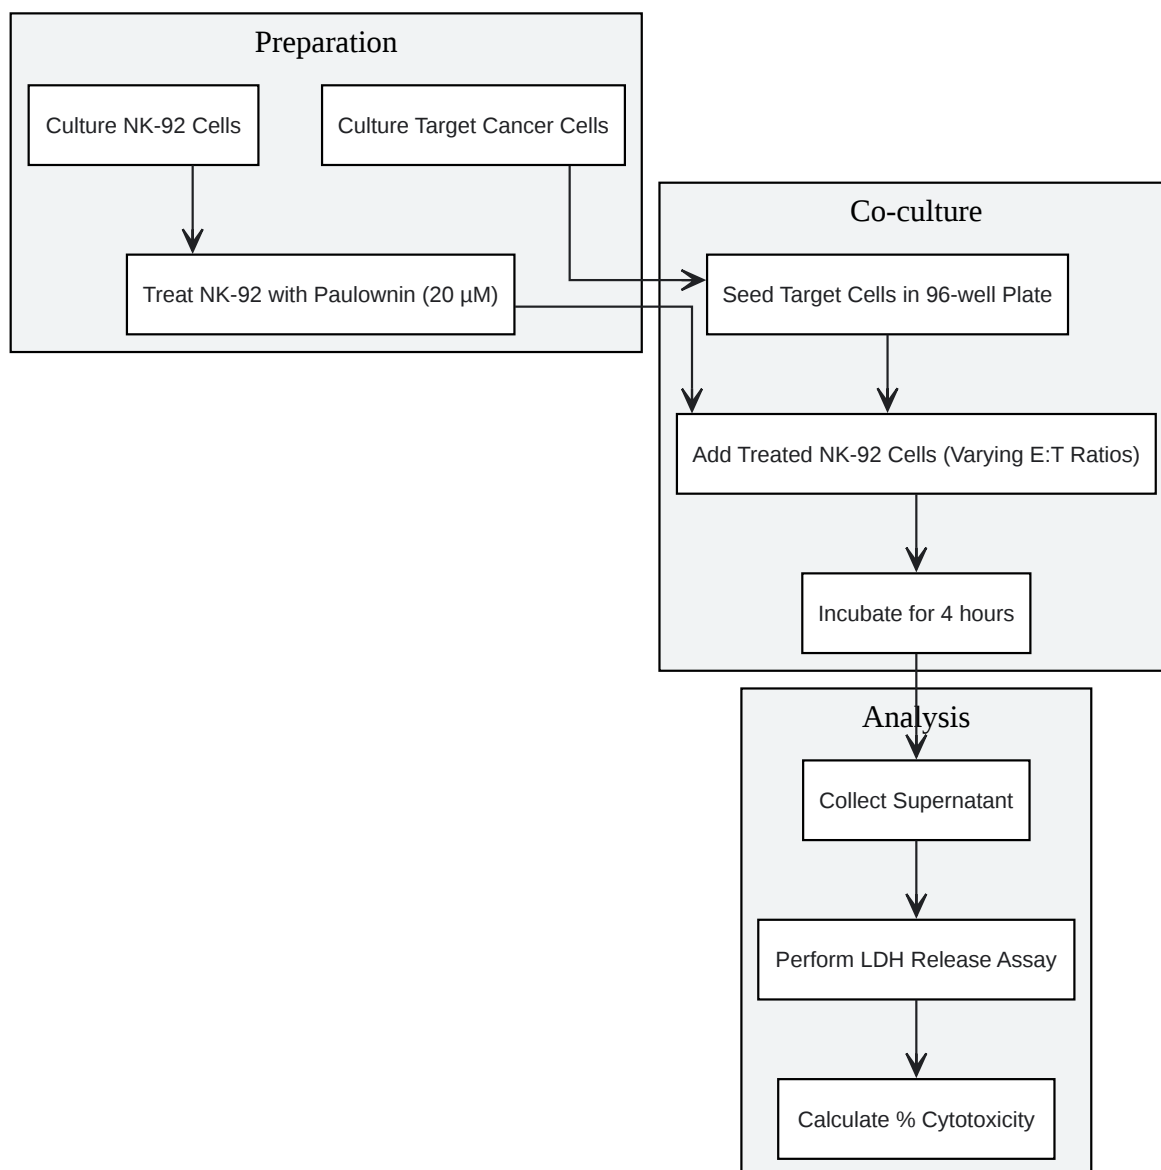 Preparation
Culture NK-92 Cells
Culture Target Cancer Cells
Treat NK-92 with Paulownin (20 µM)
Co-culture
Seed Target Cells in 96-well Plate
Add Treated NK-92 Cells (Varying E:T Ratios)
Incubate for 4 hours
Analysis
Collect Supernatant
Perform LDH Release Assay
Calculate % Cytotoxicity